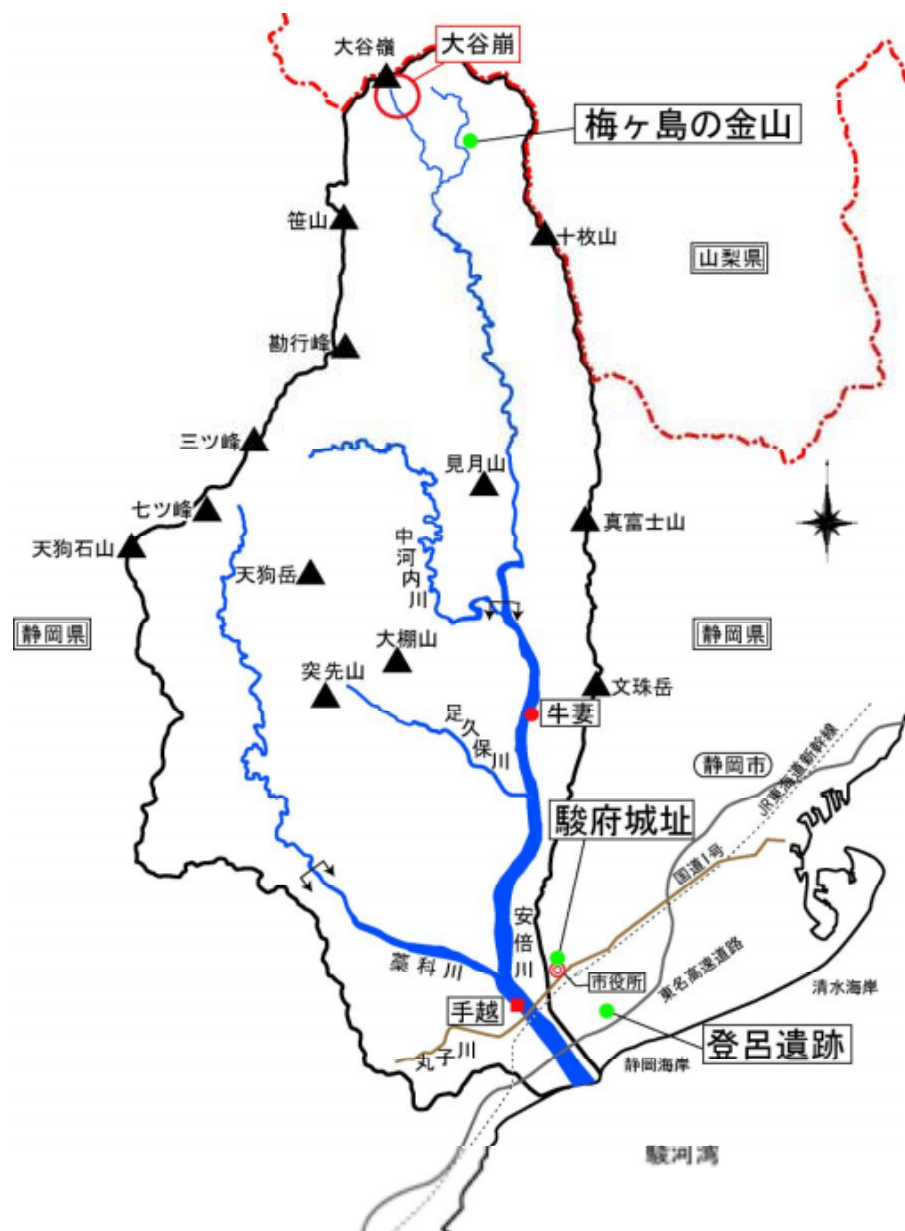 大谷嶺
大谷崩
梅ヶ島の金山
笹山
十枚山
山梨県
勘行峰
三ツ峰
見月山
七ツ峰
真富士山
天狗石山
中河内川
天狗岳
静岡県
静岡県
大棚山
突先山
文珠岳
牛妻
足久保川
静岡市
JR東海道新幹線
駿府城址
国道1号
安倍川
藁科川
市役所
東名高速道路
清水海岸
手越
登呂遺跡
丸子川
静岡海岸
駿河湾